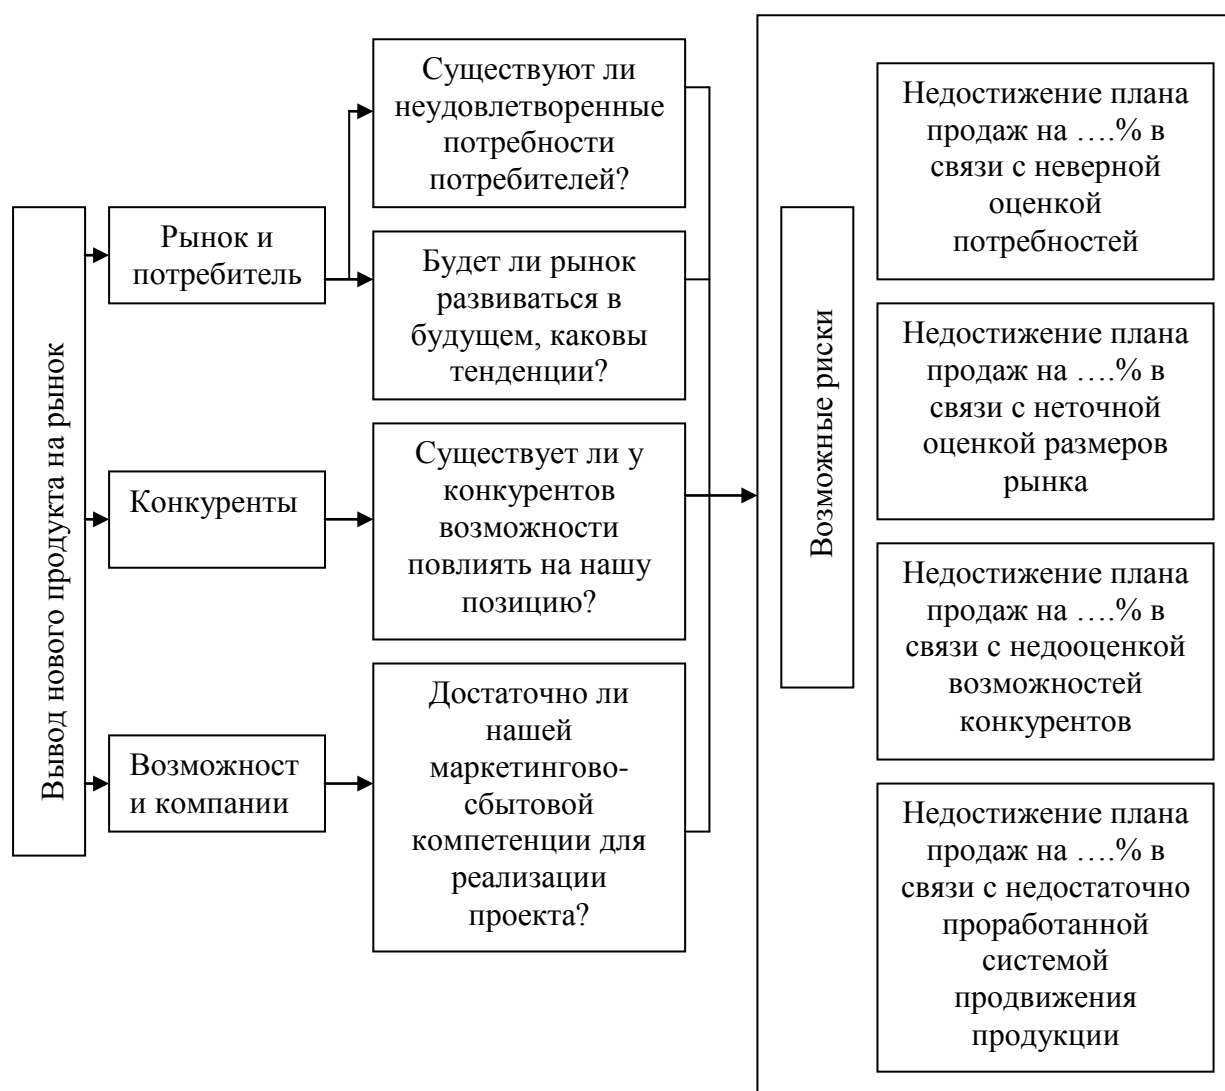 Вывод нового продукта на рынок
Рынок и
потребитель
Конкуренты
Возможност
и компании
Существуют ли
неудовлетворенные
потребности
потребителей?
Будет ли рынок
развиваться в
будущем, каковы
тенденции?
Существует ли у
конкурентов
возможности
повлиять на нашу
позицию?
Достаточно ли
нашей
маркетингово-
сбытовой
компетенции для
реализации
проекта?
Возможные риски
Недостижение плана
продаж на ….% в
связи с неверной
оценкой
потребностей
Недостижение плана
продаж на ….% в
связи с неточной
оценкой размеров
рынка
Недостижение плана
продаж на ….% в
связи с недооценкой
возможностей
конкурентов
Недостижение плана
продаж на ….% в
связи с недостаточно
проработанной
системой
продвижения
продукции